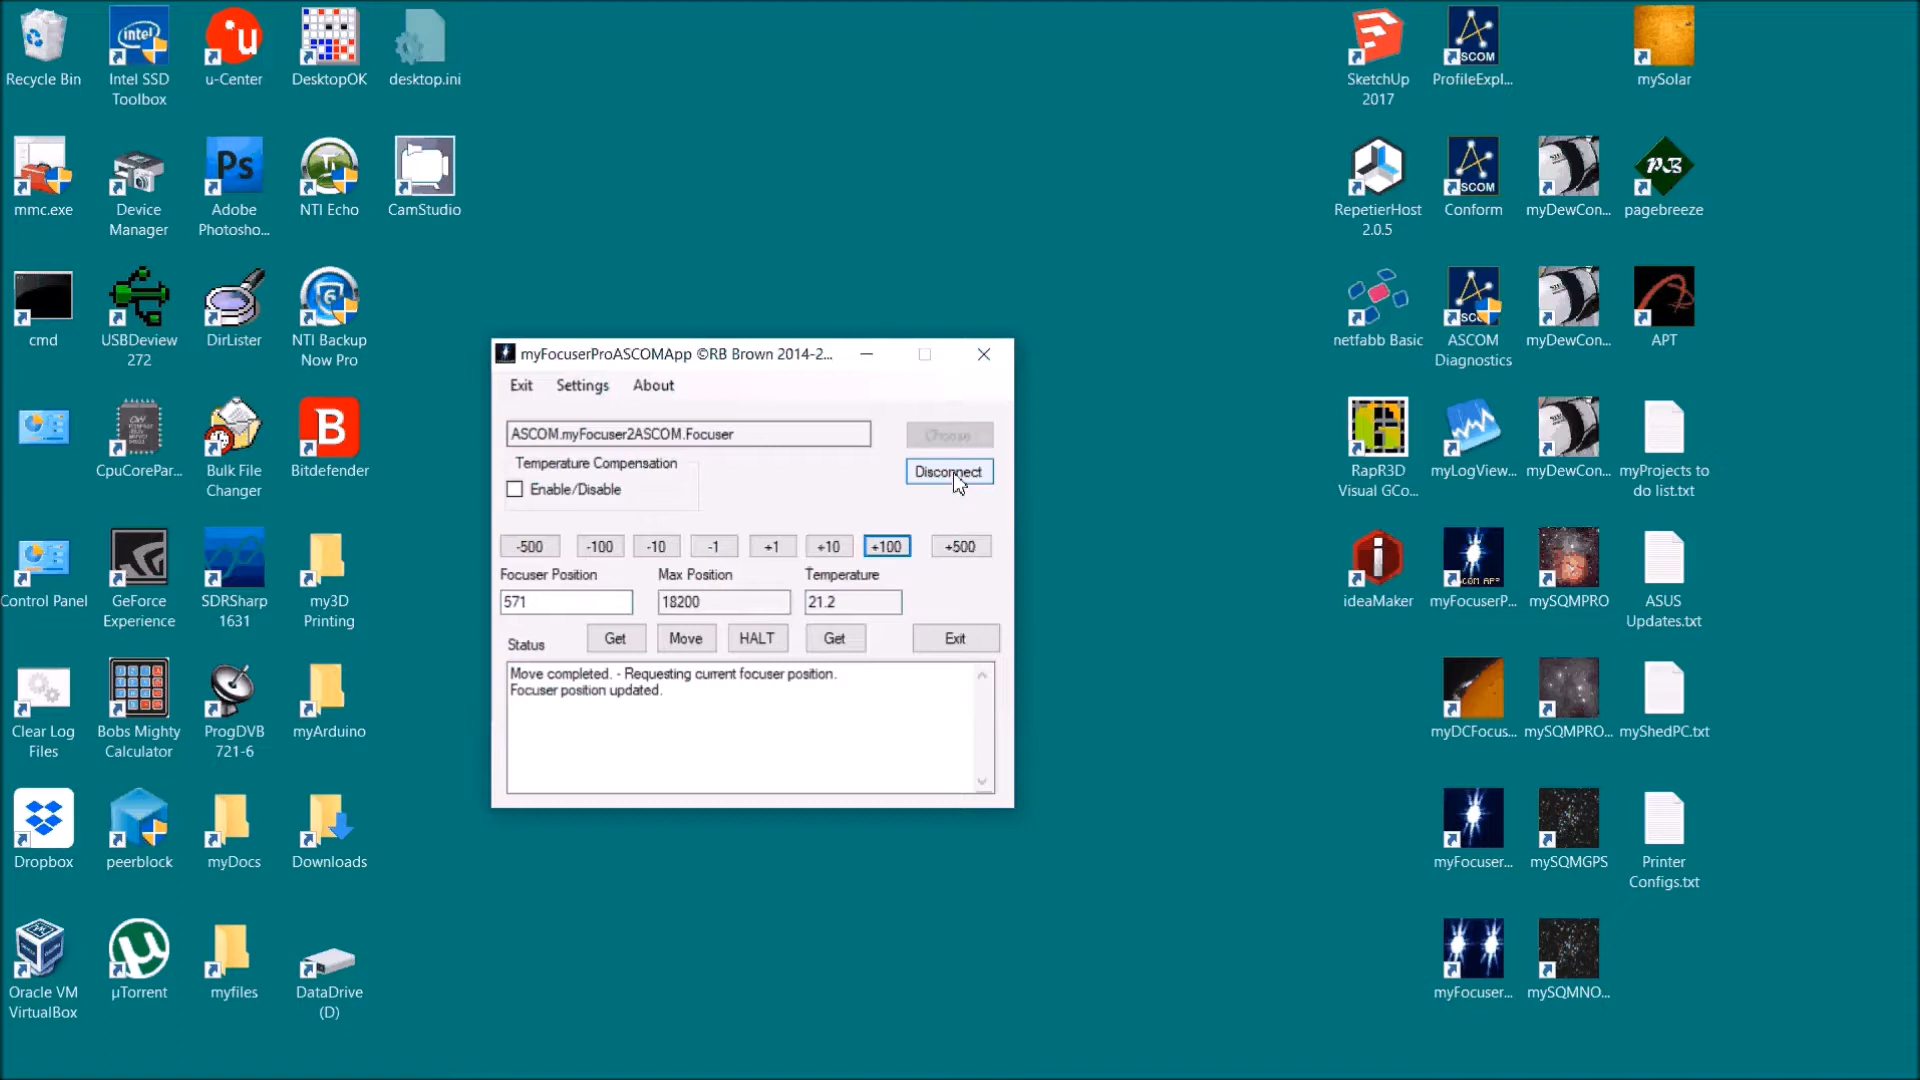 Recycle Bin
Intel SSD
Toolbox
u-Center
DesktopOK
desktop.ini
SketchUp
2017
ProfileExpl...
mySolar
mmc.exe
Device
Manager
Adobe
Photosho...
NTI Echo
CamStudio
RepetierHost
2.0.5
Conform
myDewCon...
pagebreeze
cmd
USBDeview
272
DirLister
NTI Backup
Now Pro
netfabb Basic
ASCOM
Diagnostics
myDewCon...
APT
myFocuserProASCOMApp ©RB Brown 2014-2...
Exit Settings About
ASCOM.myFocuser2ASCOM.Focuser
Choose
Temperature Compensation
Disconnect
Enable/Disable
-500 -100 -10 -1 +1 +10 +100 +500
Focuser Position Max Position Temperature
571 18200 21.2
Status Get Move HALT Get Exit
Move completed. - Requesting current focuser position.
Focuser position updated.
CpuCorePar...
Bulk File
Changer
Bitdefender
RapR3D
Visual GCo...
myLogView...
myDewCon...
myProjects to
do list.txt
Control Panel
GeForce
Experience
SDRSharp
1631
my3D
Printing
ideaMaker
myFocuserP...
mySQMPRO
ASUS
Updates.txt
Clear Log
Files
Bobs Mighty
Calculator
ProgDVB
721-6
myArduino
myDCFocus...
mySQMPRO...
myShedPC.txt
Dropbox
peerblock
myDocs
Downloads
myFocuser...
mySQMGPS
Printer
Configs.txt
Oracle VM
VirtualBox
µTorrent
myfiles
DataDrive
(D)
myFocuser...
mySQMNO...